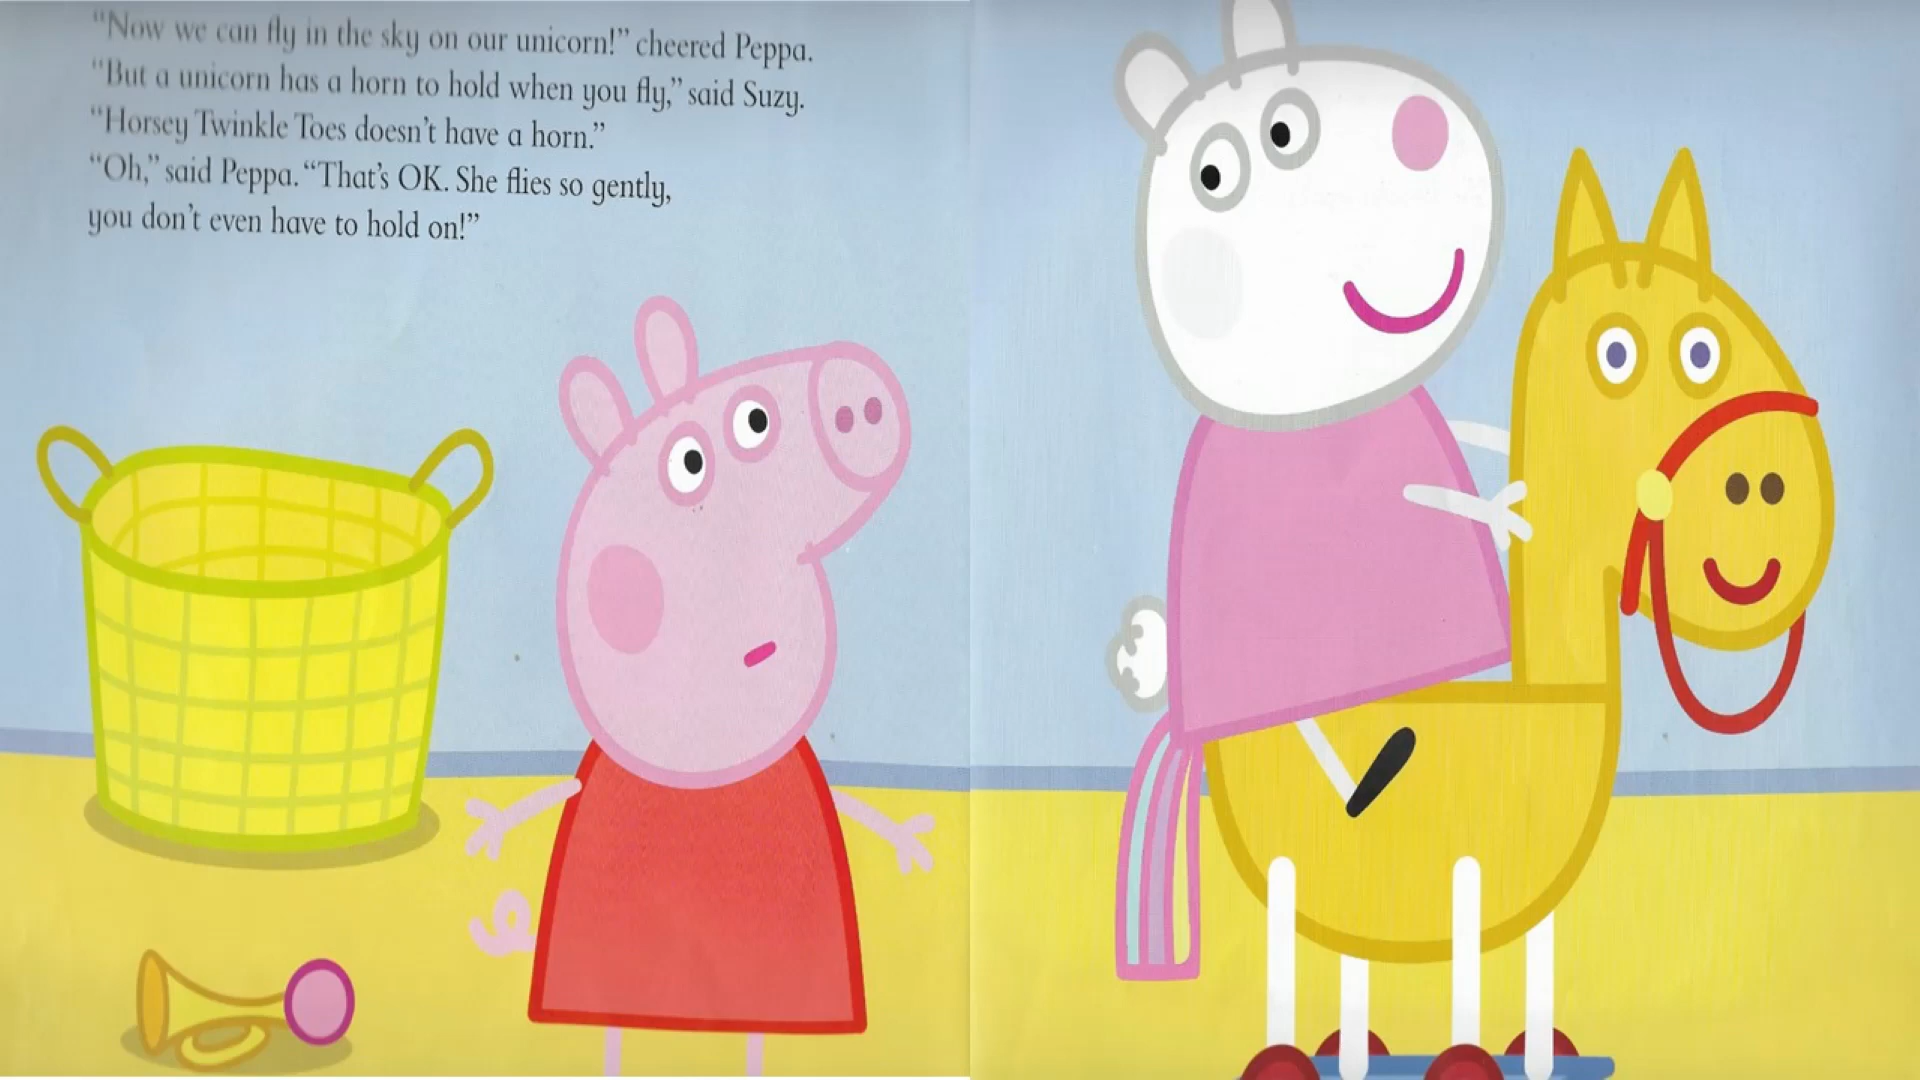 “Now we can fly in the sky on our unicorn!” cheered Peppa.
“But a unicorn has a horn to hold when you fly,” said Suzy.
“Horsey Twinkle Toes doesn’t have a horn.”
“Oh,” said Peppa. “That’s OK. She flies so gently,
you don’t even have to hold on!”